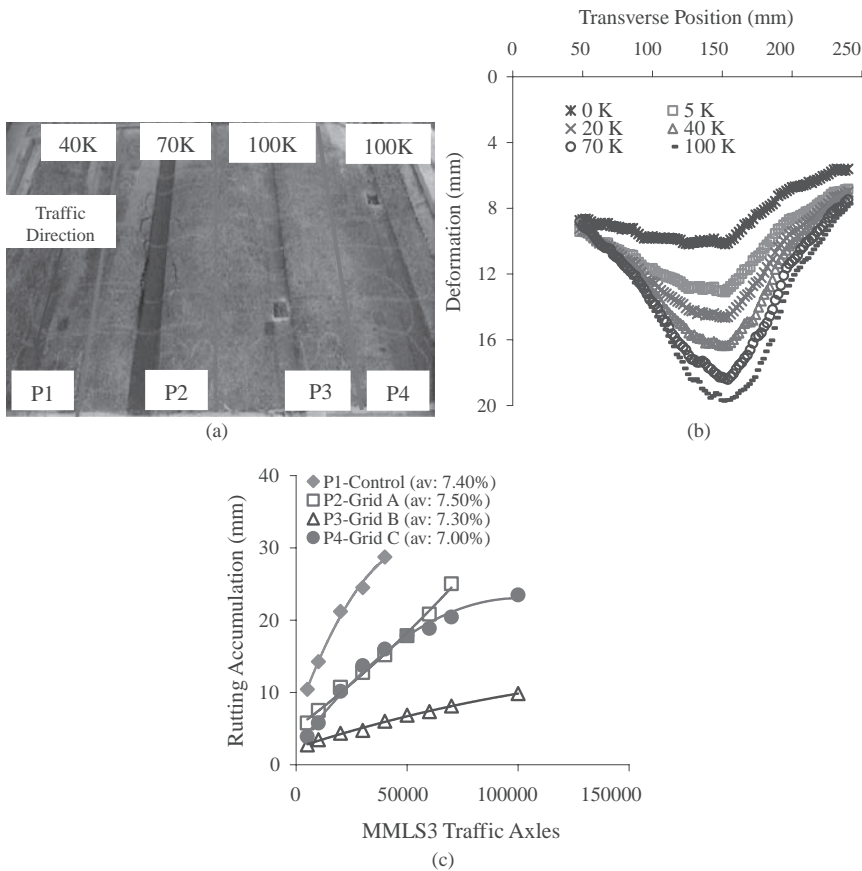 40K 70K 100K 100K
Traffic
Direction
P1 P2 P3 P4
(a)
Transverse Position (mm)
0 50 100 150 200 250
0
4
8
12
16
20
Deformation (mm)
0 K 5 K
20 K 40 K
70 K 100 K
(b)
P1-Control (av: 7.40%)
P2-Grid A (av: 7.50%)
P3-Grid B (av: 7.30%)
P4-Grid C (av: 7.00%)
40
30
20
10
0
Rutting Accumulation (mm)
0 50000 100000 150000
MMLS3 Traffic Axles
(c)